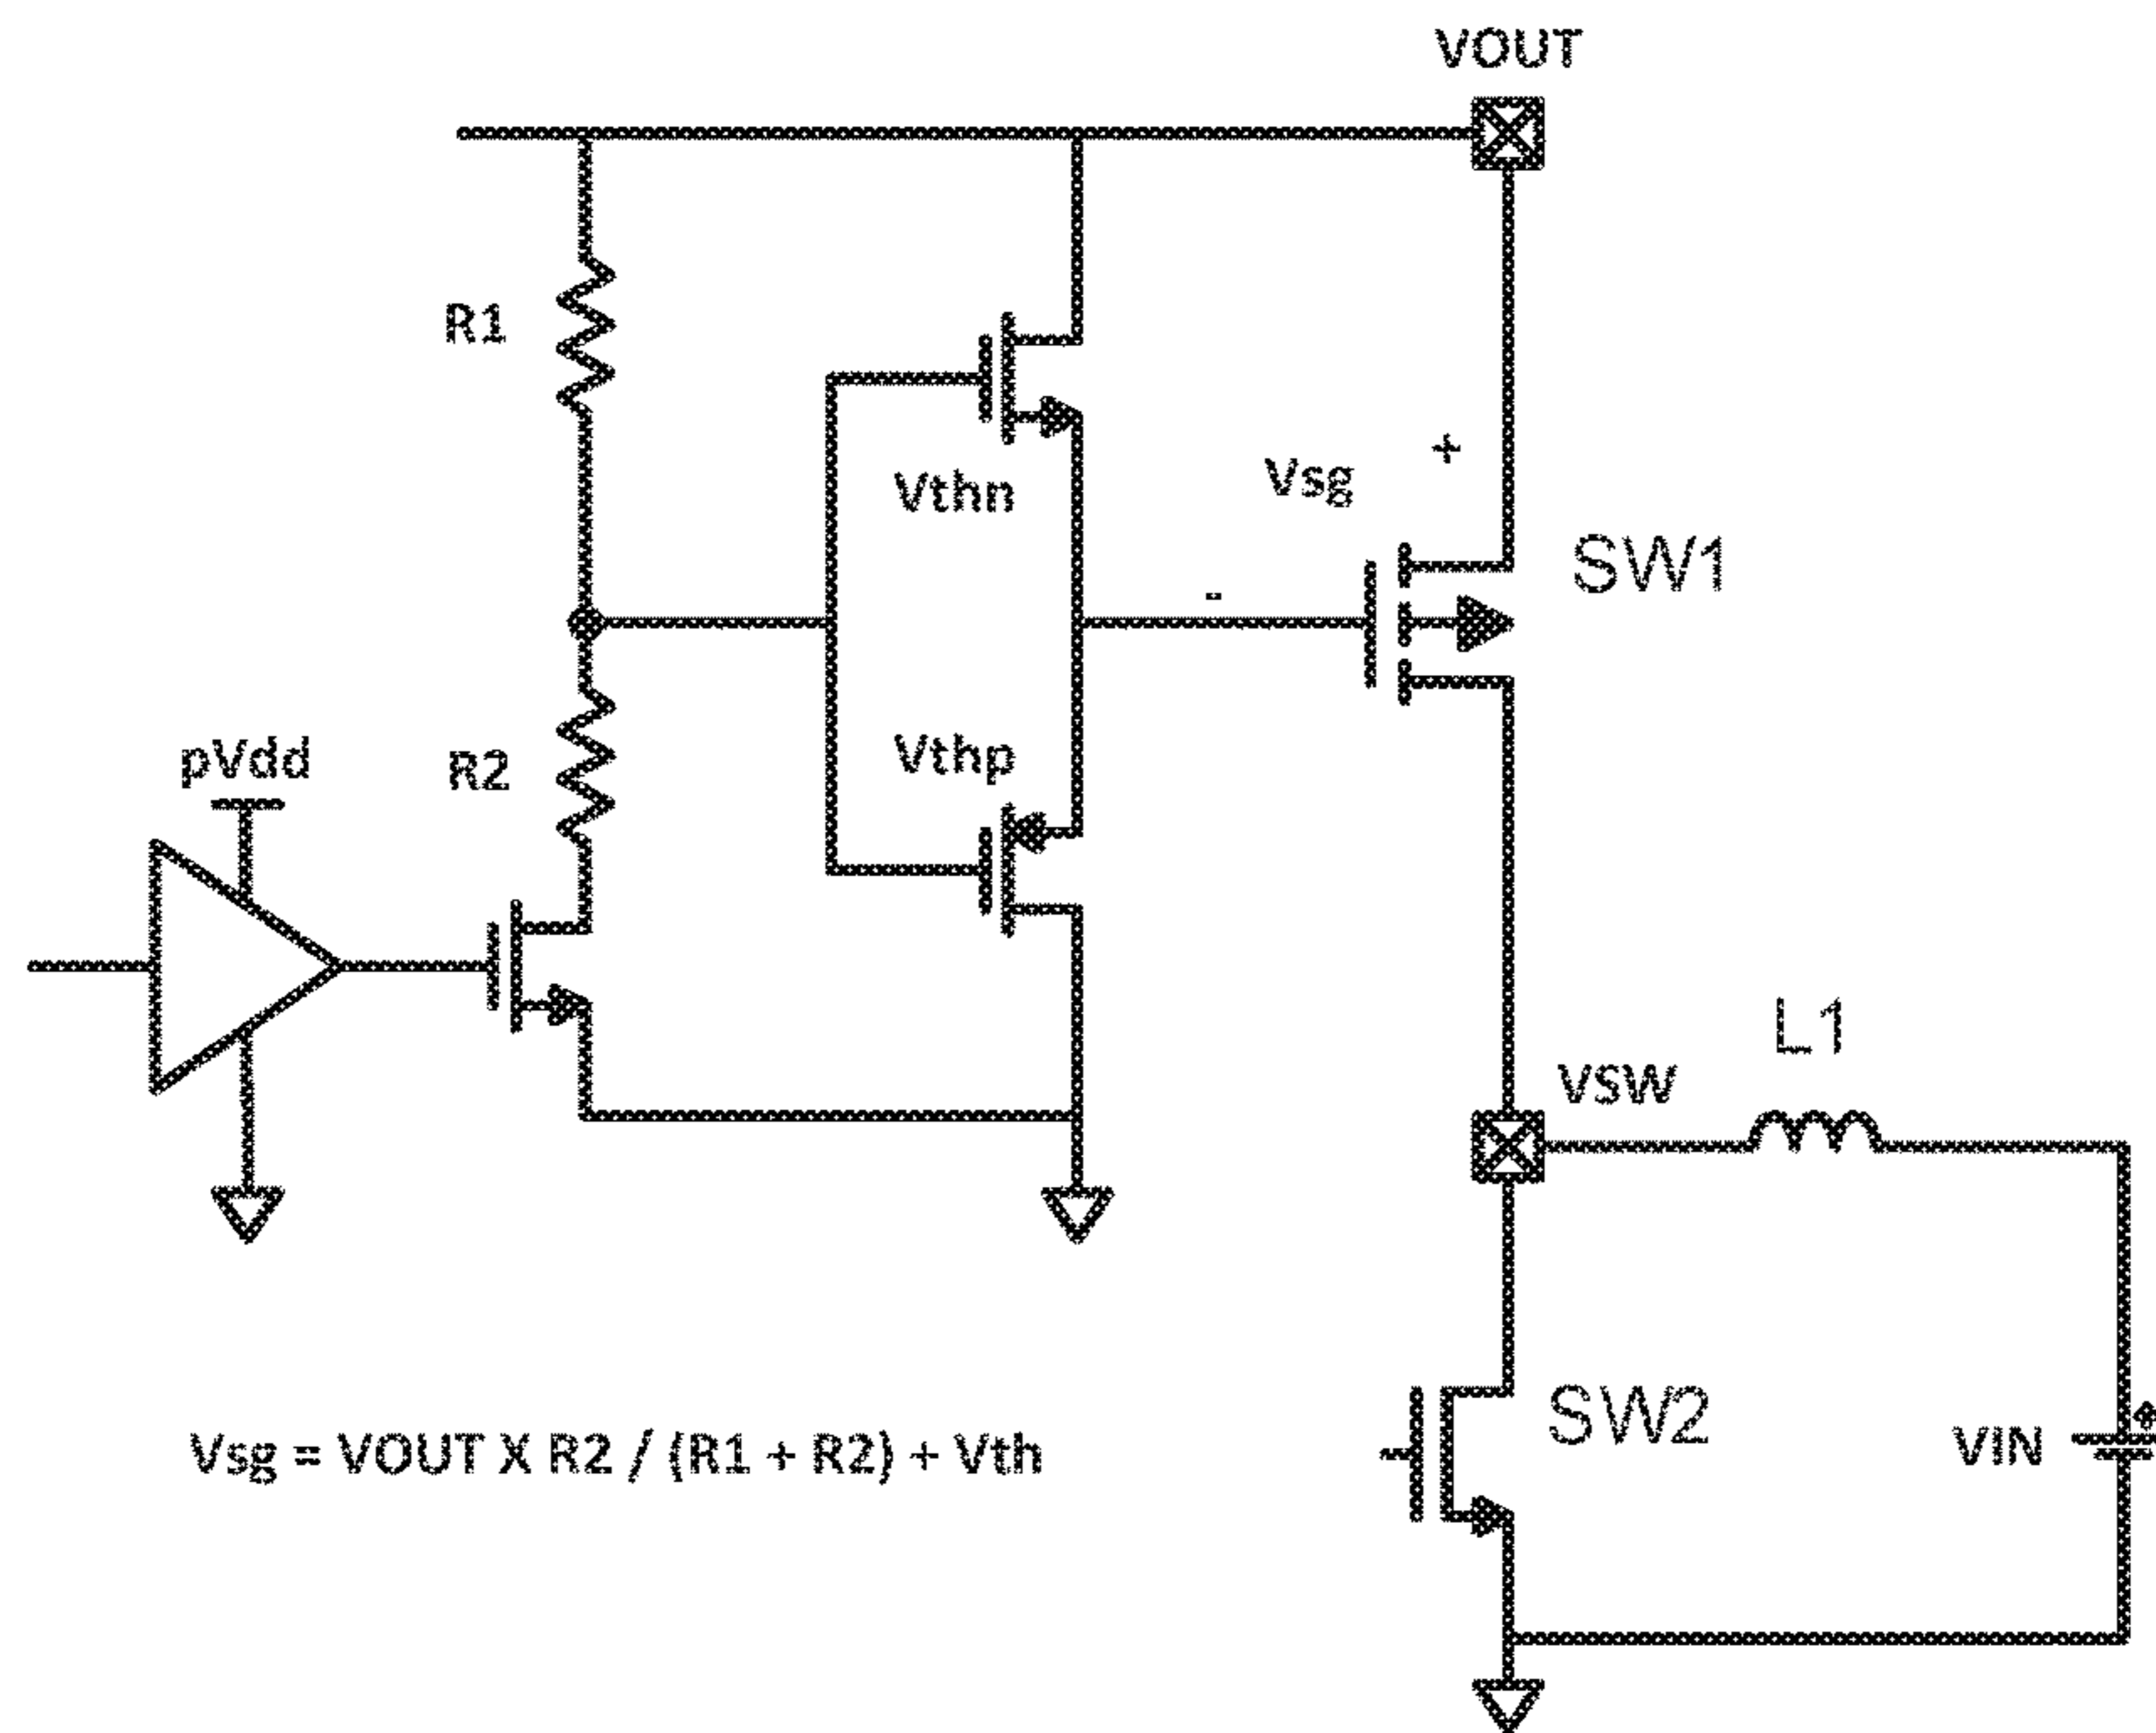 VOUT
R1
Vthn
Vsg
+
-
SW1
pVdd
R2
Vthp
L1
VSW
Vsg = VOUT X R2 / (R1 + R2) + Vth
SW2
VIN